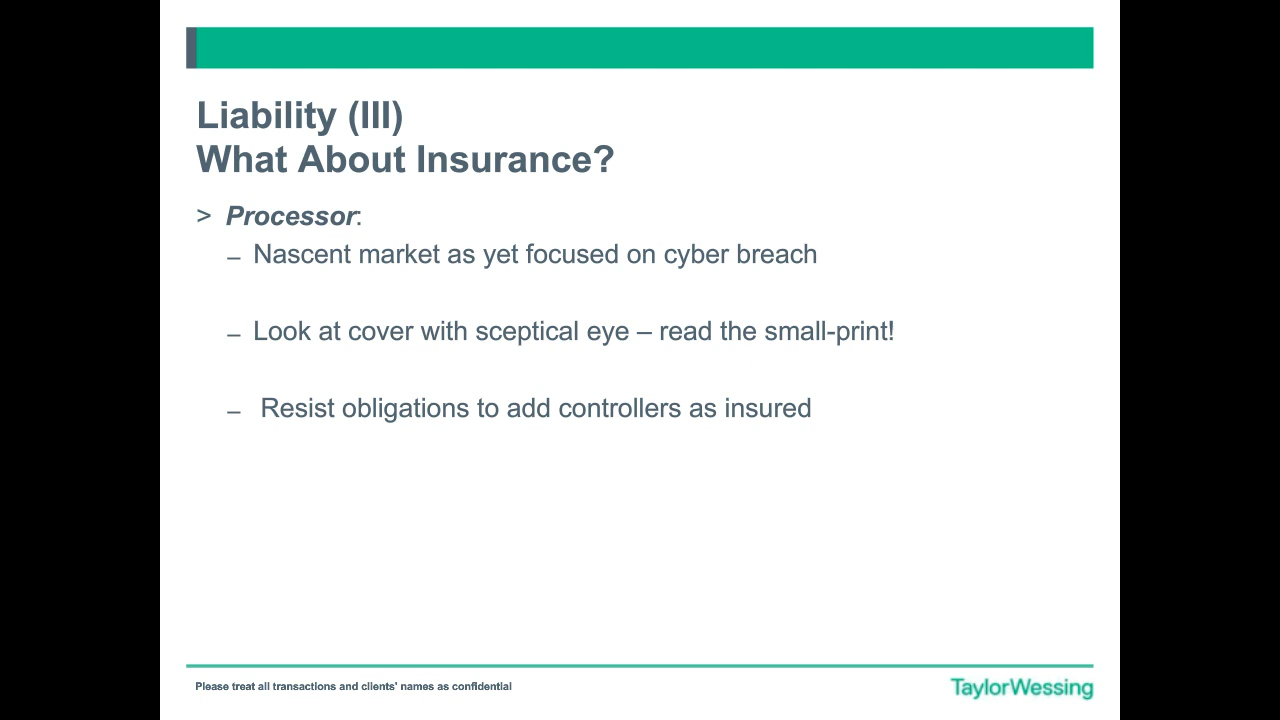 Liability (III)
What About Insurance?
> Processor:
– Nascent market as yet focused on cyber breach
– Look at cover with sceptical eye – read the small-print!
– Resist obligations to add controllers as insured
Please treat all transactions and clients' names as confidential
TaylorWessing